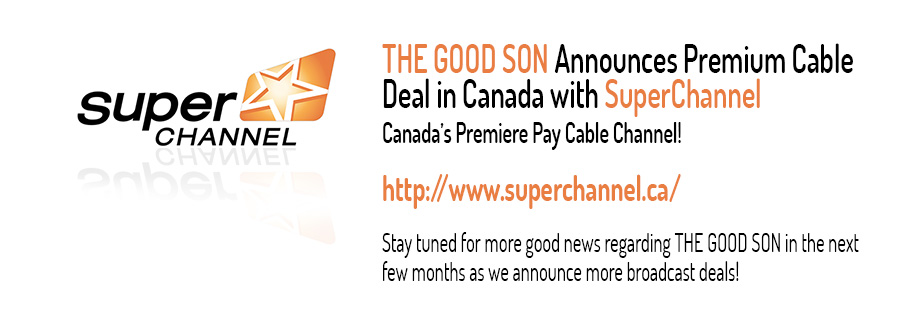 super
CHANNEL
THE GOOD SON Announces Premium Cable
Deal in Canada with SuperChannel
Canada's Premiere Pay Cable Channel!
http://www.superchannel.ca/
Stay tuned for more good news regarding THE GOOD SON in the next
few months as we announce more broadcast deals!